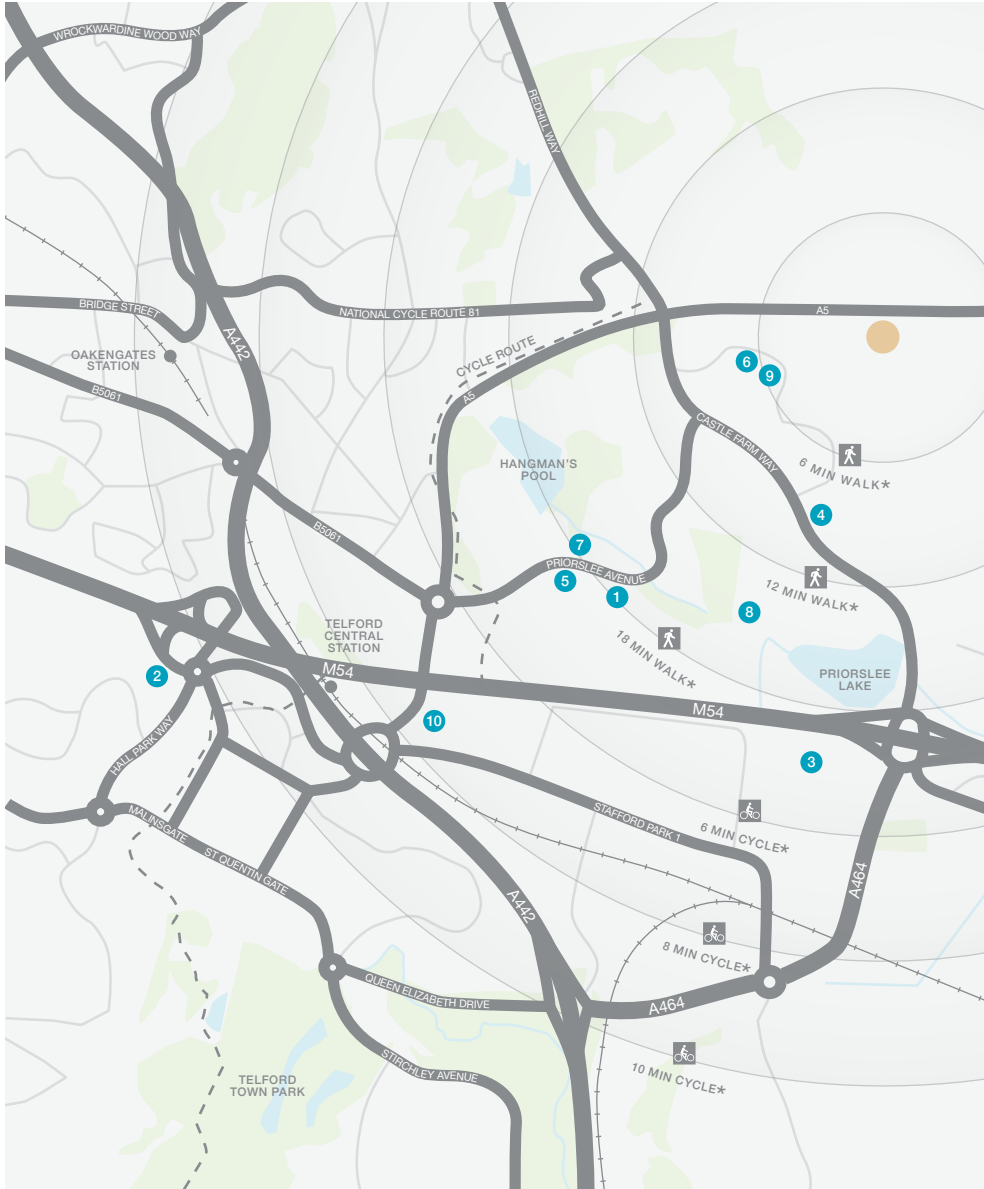 WROCKWARDINE WOOD WAY
REDHILL WAY
BRIDGE STREET
NATIONAL CYCLE ROUTE 81
A5
A442
OAKENGATES
STATION
CYCLE ROUTE
6
9
B5061
A5
CASTLE FARM WAY
HANGMAN'S
POOL
6 MIN WALK*
4
B5061
7
PRIORSLEE AVENUE
5
1
12 MIN WALK*
8
TELFORD
CENTRAL
STATION
18 MIN WALK*
2
M54
PRIORSLEE
LAKE
M54
10
HALL PARK WAY
3
MALINSGATE
STAFFORD PARK 1
6 MIN CYCLE*
ST QUENTIN GATE
A464
A442
8 MIN CYCLE*
QUEEN ELIZABETH DRIVE
A464
STIRCHLEY AVENUE
10 MIN CYCLE*
TELFORD
TOWN PARK